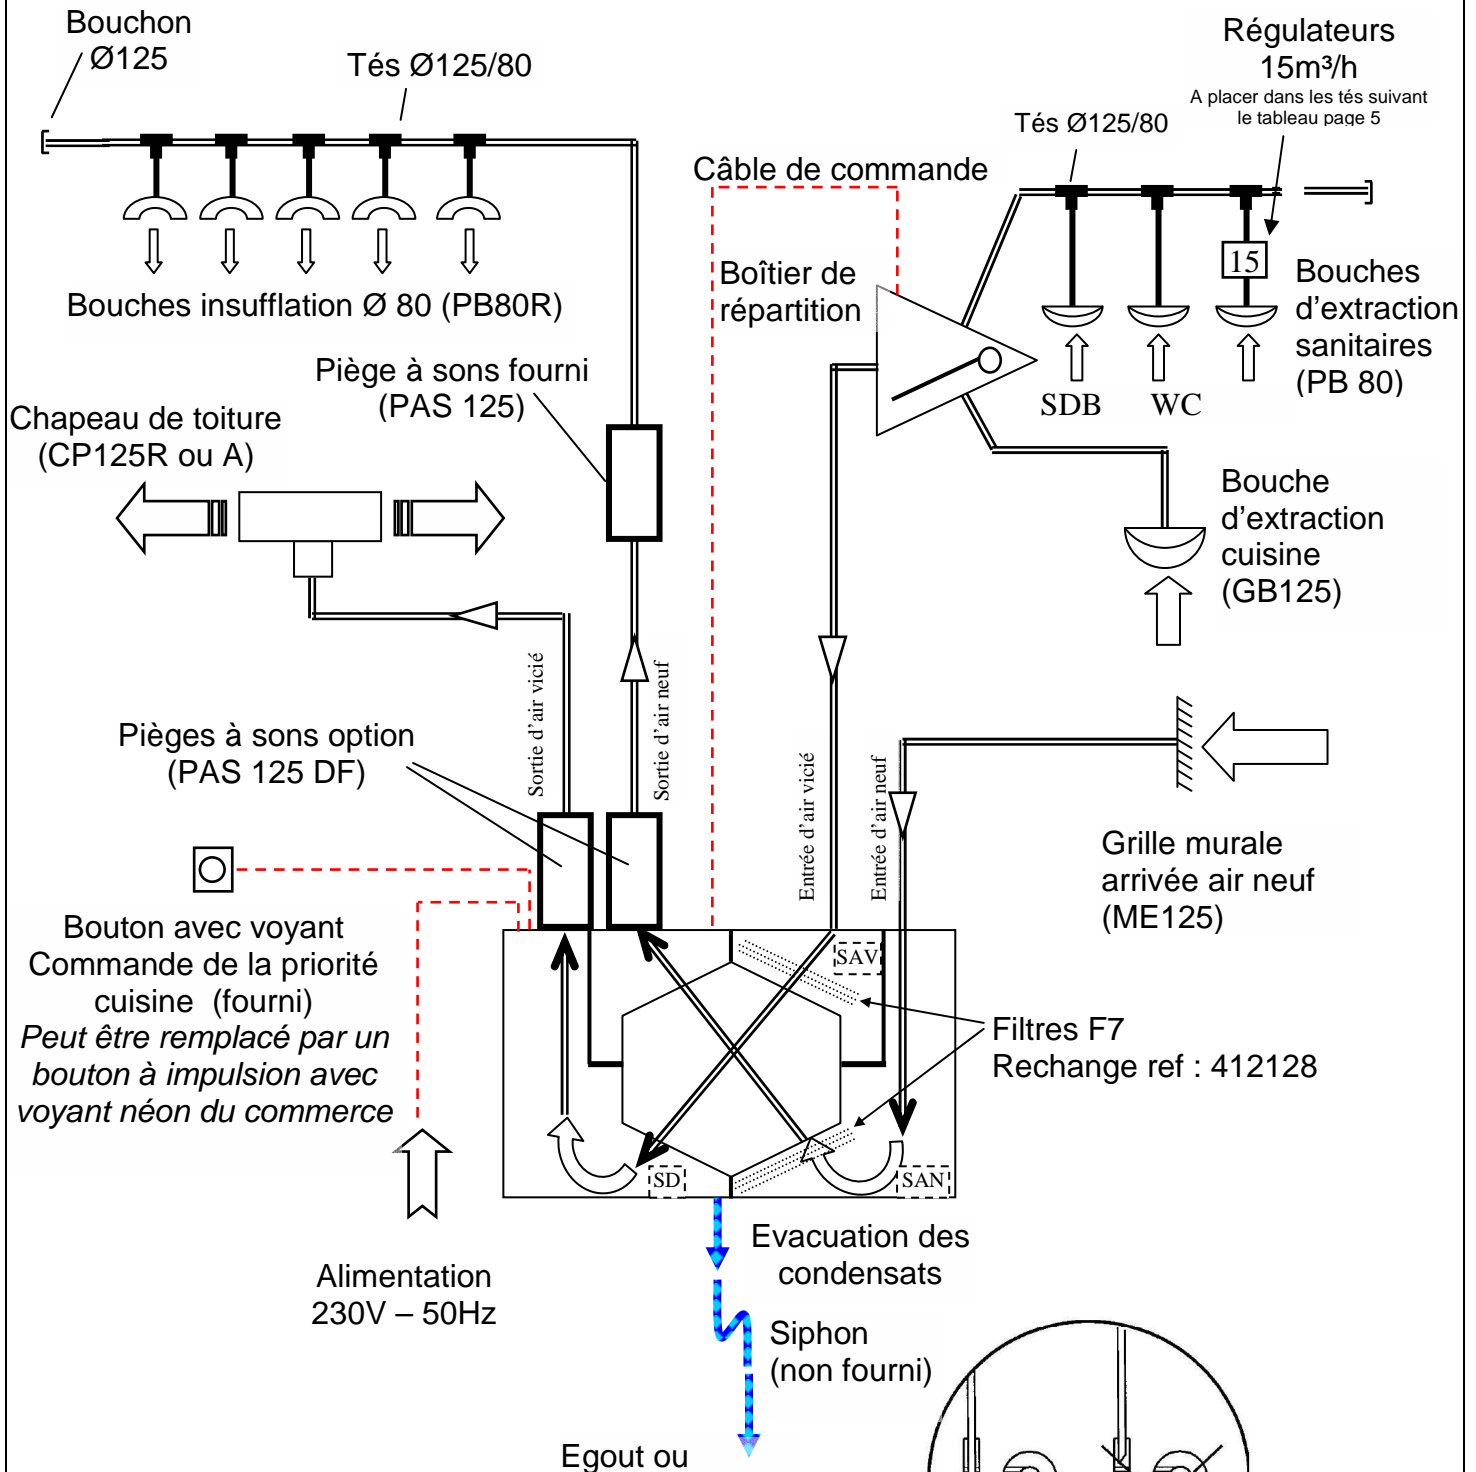 Bouchon
Ø125
Tés Ø125/80
Régulateurs
15m³/h
A placer dans les tés suivant
le tableau page 5
Tés Ø125/80
Câble de commande
Boîtier de
répartition
15
Bouches
d'extraction
sanitaires
(PB 80)
SDB
WC
Bouches insufflation Ø 80 (PB80R)
Piège à sons fourni
(PAS 125)
Chapeau de toiture
(CP125R ou A)
Bouche
d'extraction
cuisine
(GB125)
Sortie d'air vicié
Sortie d'air neuf
Entrée d'air vicié
Entrée d'air neuf
Pièges à sons option
(PAS 125 DF)
Grille murale
arrivée air neuf
(ME125)
Bouton avec voyant
Commande de la priorité
cuisine (fourni)
Peut être remplacé par un
bouton à impulsion avec
voyant néon du commerce
SAV
Filtres F7
Rechange ref : 412128
SD
SAN
Alimentation
230V – 50Hz
Evacuation des
condensats
Siphon
(non fourni)
Egout ou